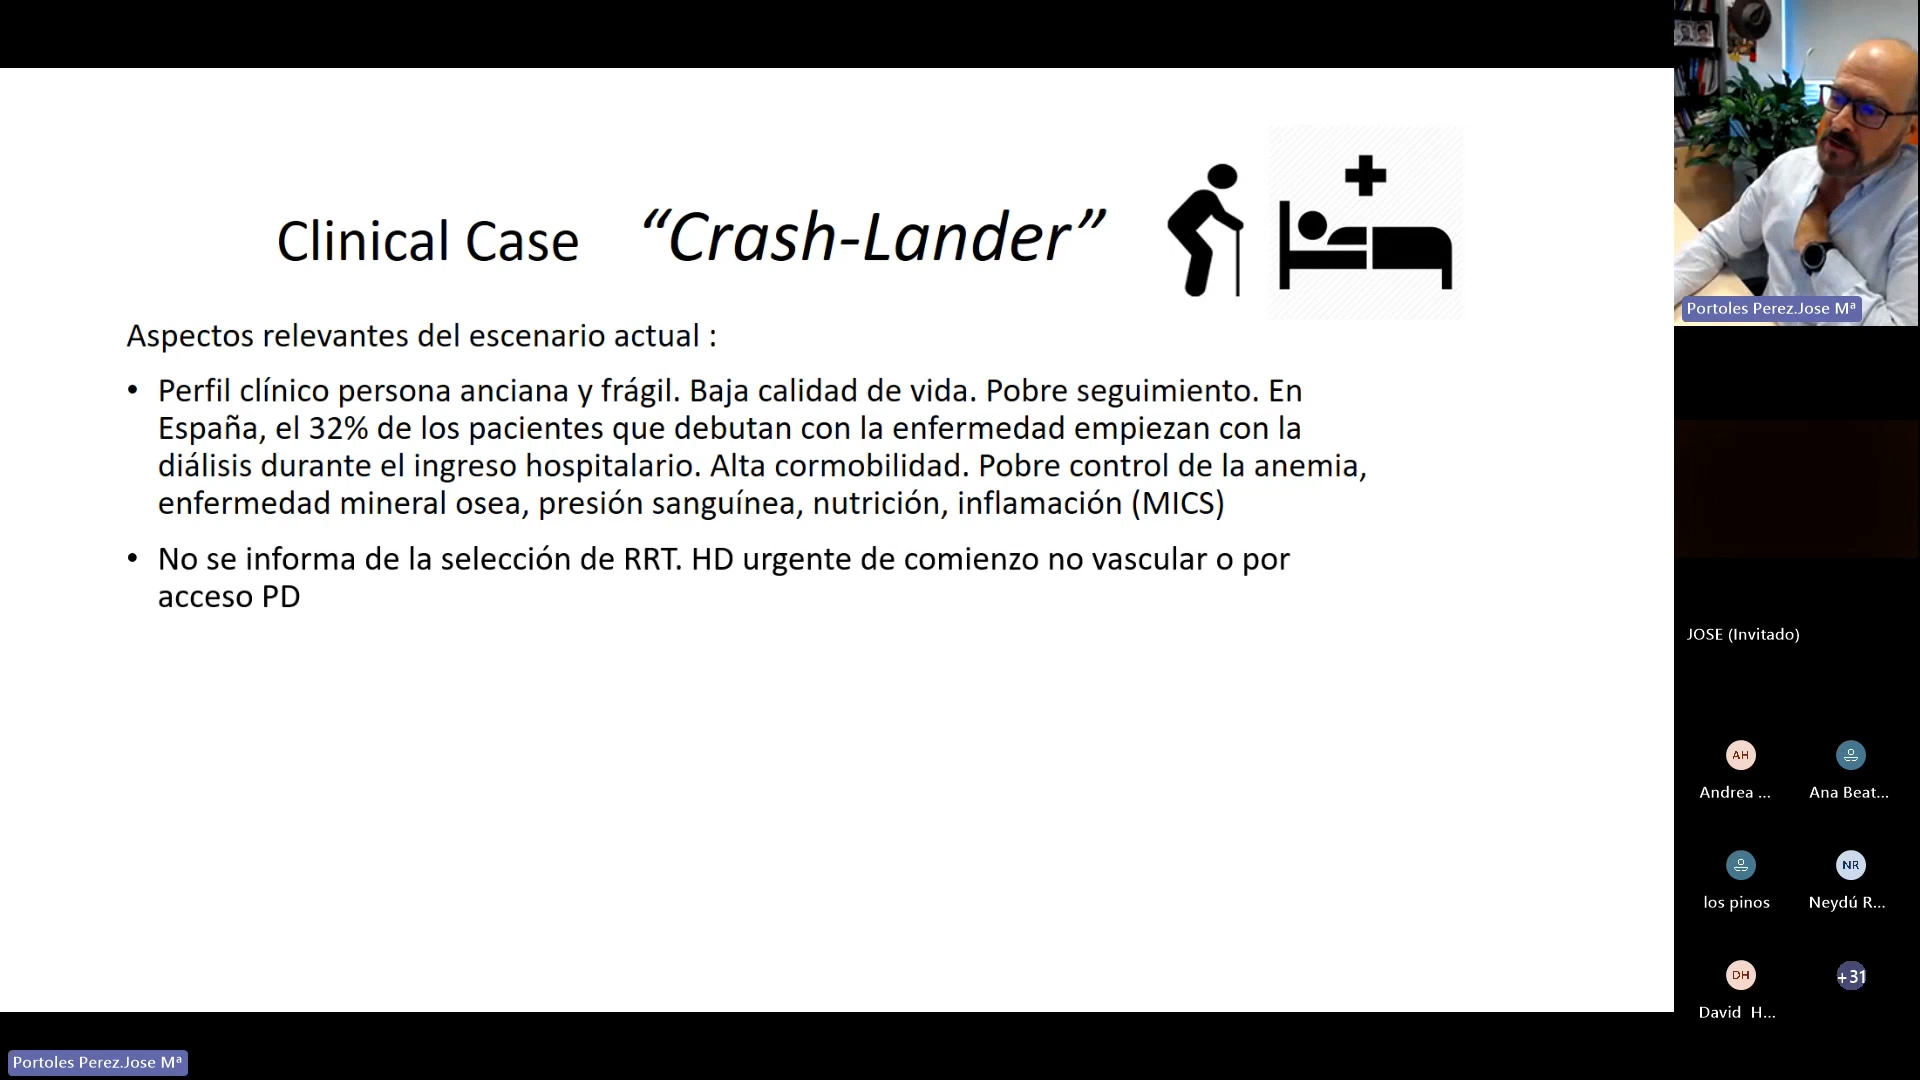 Clinical Case “Crash-Lander”
Aspectos relevantes del escenario actual :
• Perfil clínico persona anciana y frágil. Baja calidad de vida. Pobre seguimiento. En
España, el 32% de los pacientes que debutan con la enfermedad empiezan con la
diálisis durante el ingreso hospitalario. Alta cormobilidad. Pobre control de la anemia,
enfermedad mineral osea, presión sanguínea, nutrición, inflamación (MICS)
• No se informa de la selección de RRT. HD urgente de comienzo no vascular o por
acceso PD
Portoles Perez.Jose Mª
JOSE (Invitado)
AH
Andrea ...
Ana Beat...
los pinos
NR
Neydú R...
DH
David H...
+31
Portoles Perez.Jose Mª